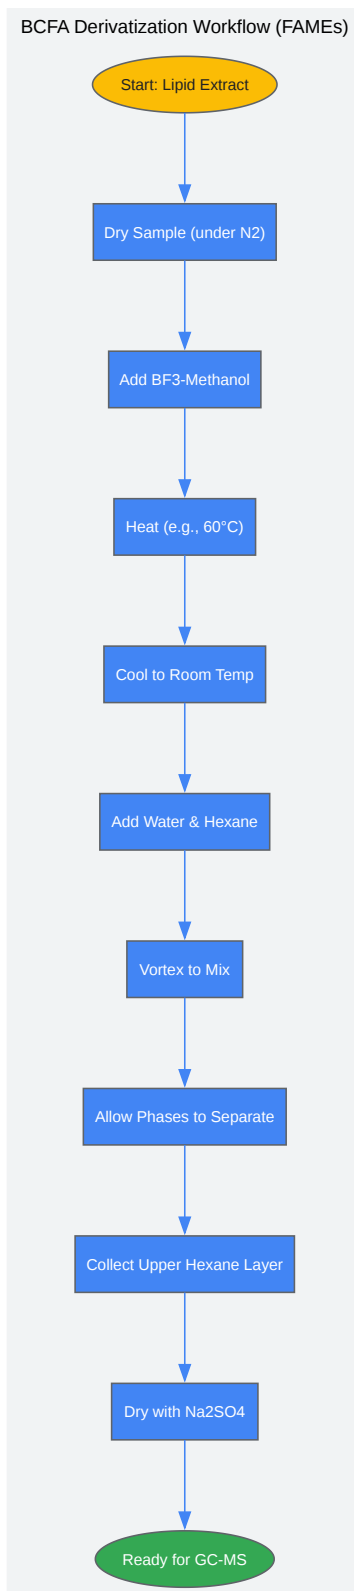 BCFA Derivatization Workflow (FAMEs)
Start: Lipid Extract
Dry Sample (under N2)
Add BF3-Methanol
Heat (e.g., 60°C)
Cool to Room Temp
Add Water & Hexane
Vortex to Mix
Allow Phases to Separate
Collect Upper Hexane Layer
Dry with Na2SO4
Ready for GC-MS